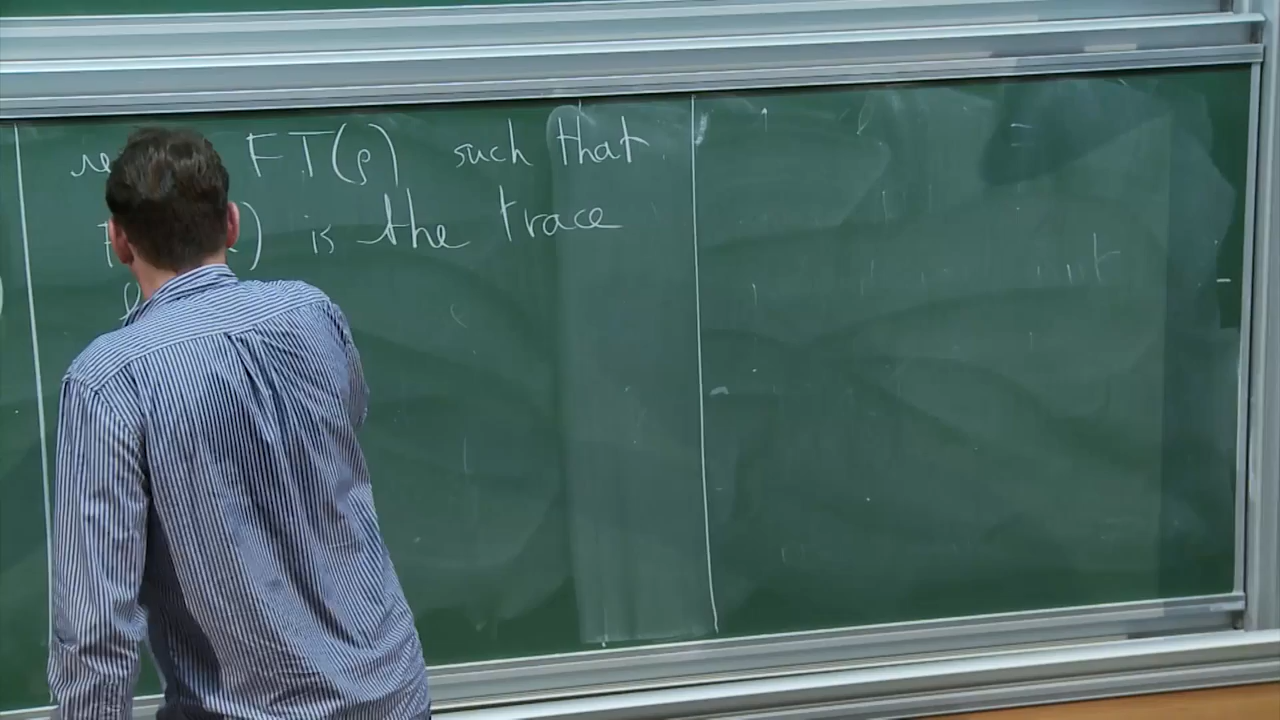 FT(ρ) such that
) is the trace